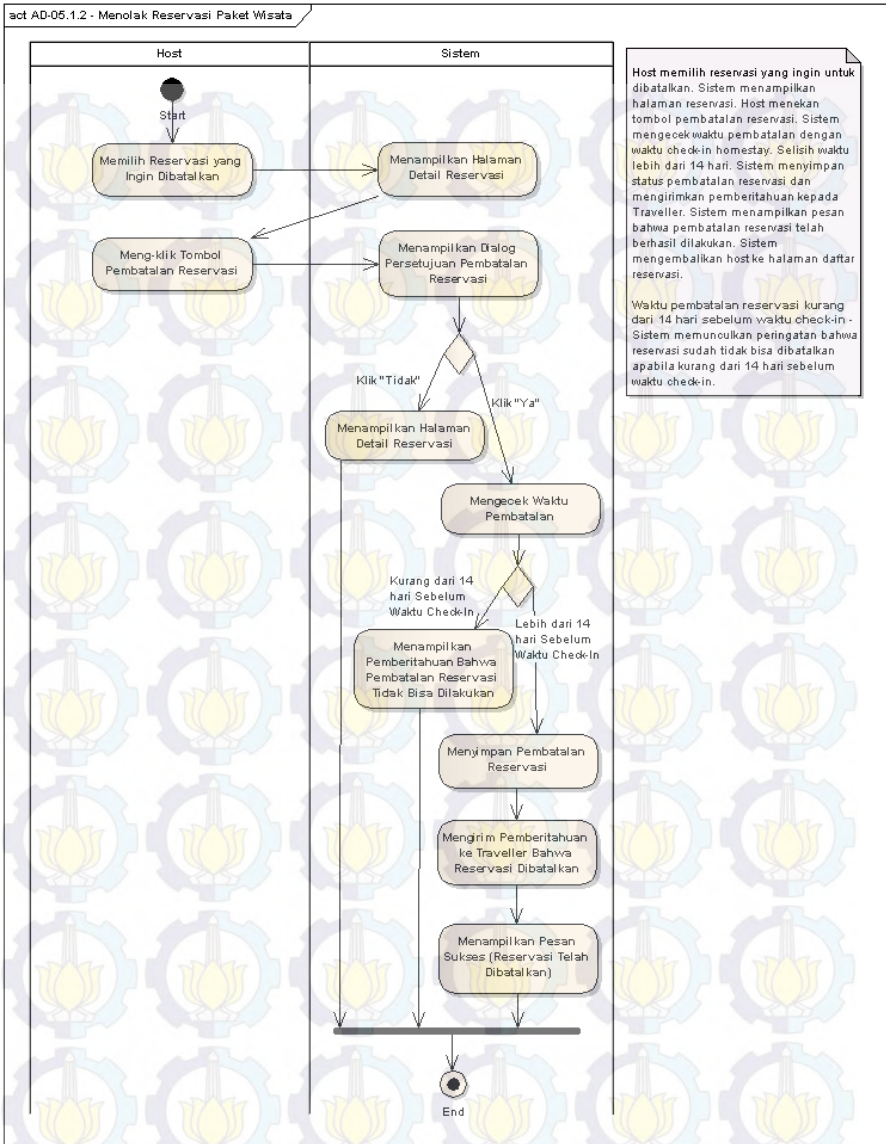 act AD-05.1.2 - Menolak Reservasi Paket Wisata
Host
Sistem
Start
Memilih Reservasi yang
Ingin Dibatalkan
Menampilkan Halaman
Detail Reservasi
Meng-klik Tombol
Pembatalan Reservasi
Menampilkan Dialog
Persetujuan Pembatalan
Reservasi
Klik "Tidak"
Klik "Ya"
Menampilkan Halaman
Detail Reservasi
Mengecek Waktu
Pembatalan
Kurang dari 14
hari Sebelum
Waktu Check-In
Lebih dari 14
hari Sebelum
Waktu Check-In
Menampilkan
Pemberitahuan Bahwa
Pembatalan Reservasi
Tidak Bisa Dilakukan
Menyimpan Pembatalan
Reservasi
Mengirim Pemberitahuan
ke Traveller Bahwa
Reservasi Dibatalkan
Menampilkan Pesan
Sukses (Reservasi Telah
Dibatalkan)
End
Host memilih reservasi yang ingin untuk
dibatalkan. Sistem menampilkan
halaman reservasi. Host menekan
tombol pembatalan reservasi. Sistem
mengecek waktu pembatalan dengan
waktu check-in homestay. Selisih waktu
lebih dari 14 hari. Sistem menyimpan
status pembatalan reservasi dan
mengirimkan pemberitahuan kepada
Traveller. Sistem menampilkan pesan
bahwa pembatalan reservasi telah
berhasil dilakukan. Sistem
mengembalikan host ke halaman daftar
reservasi.
Waktu pembatalan reservasi kurang
dari 14 hari sebelum waktu check-in -
Sistem memunculkan peringatan bahwa
reservasi sudah tidak bisa dibatalkan
apabila kurang dari 14 hari sebelum
waktu check-in.